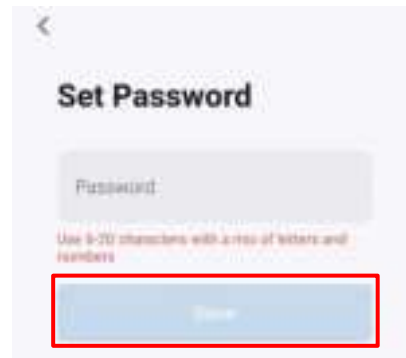 Set Password
Password
Use 6-20 characters with a mix of letters and
numbers